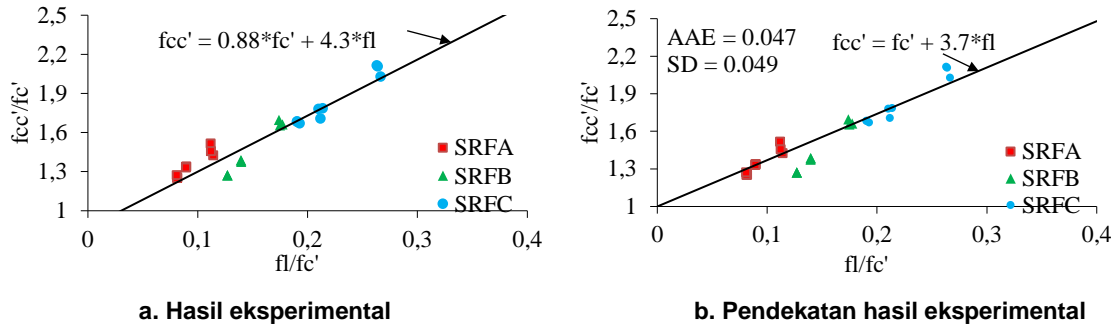 2,5
2,2
1,9
1,6
1,3
1
fcc'/fc'
fcc' = 0.88*fc' + 4.3*fl
SRFA
SRFB
SRFC
0 0,1 0,2 0,3 0,4
fl/fc'
a. Hasil eksperimental
2,5
2,2
1,9
1,6
1,3
1
fcc'/fc'
AAE = 0.047
SD = 0.049
fcc' = fc' + 3.7*fl
SRFA
SRFB
SRFC
0 0,1 0,2 0,3 0,4
fl/fc'
b. Pendekatan hasil eksperimental